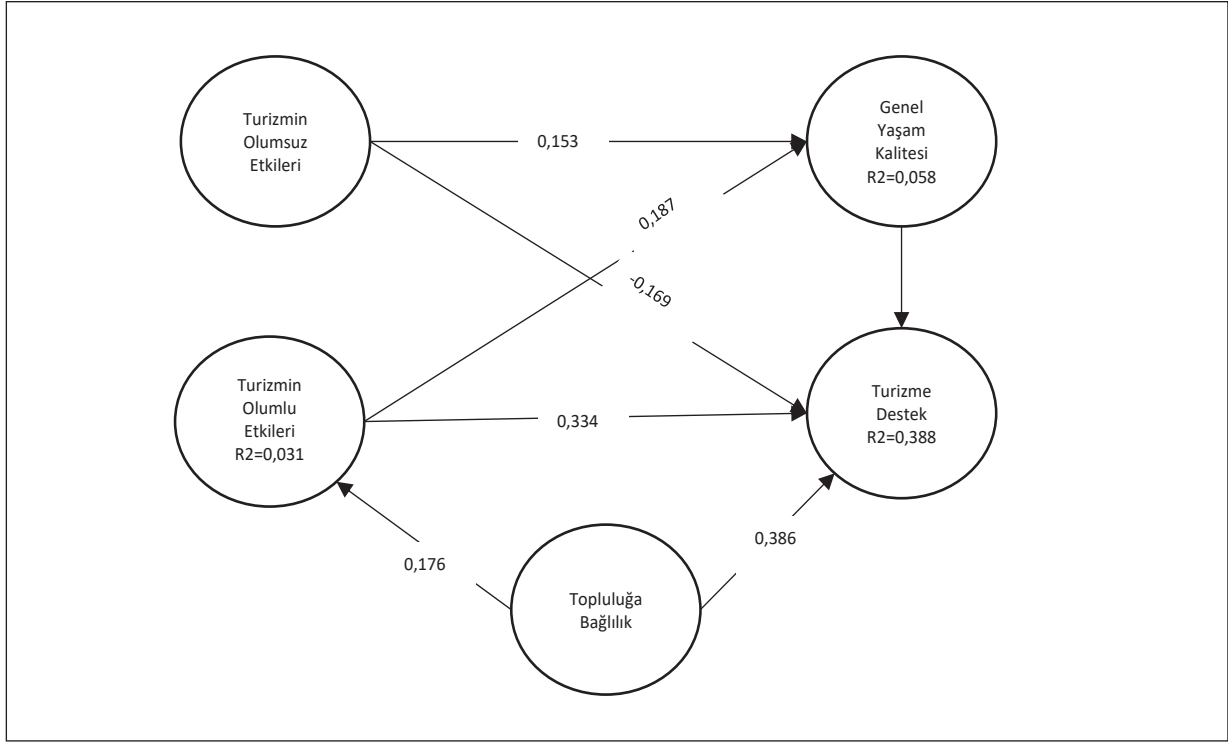 Turizmin
Olumsuz
Etkileri
0,153
Genel
Yaşam
Kalitesi
R2=0,058
0,187
-0,169
Turizmin
Olumlu
Etkileri
R2=0,031
0,334
Turizme
Destek
R2=0,388
0,176
0,386
Topluluğa
Bağlılık